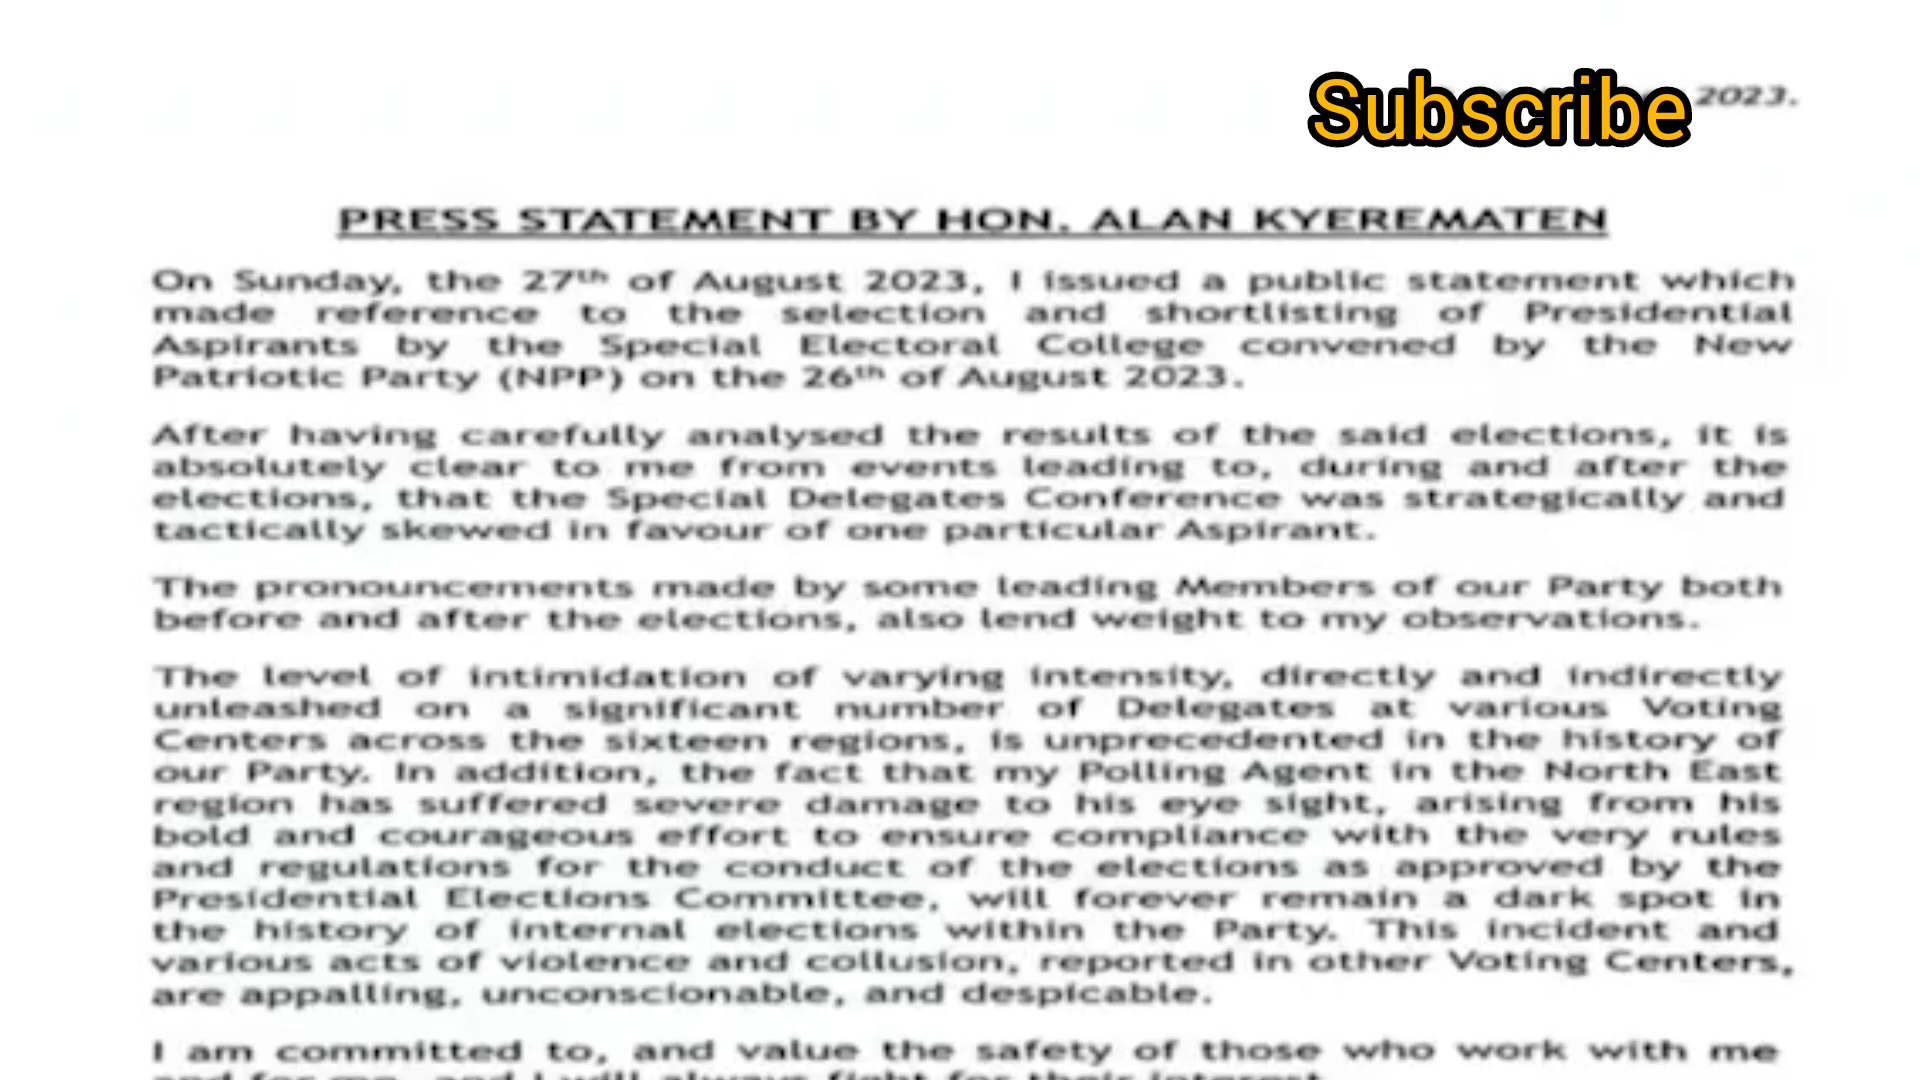 Subscribe 2023.
PRESS STATEMENT BY HON. ALAN KYEREMATEN
On Sunday, the 27th of August 2023, I issued a public statement which
made reference to the selection and shortlisting of Presidential
Aspirants by the Special Electoral College convened by the New
Patriotic Party (NPP) on the 26th of August 2023.
After having carefully analysed the results of the said elections, it is
absolutely clear to me from events leading to, during and after the
elections, that the Special Delegates Conference was strategically and
tactically skewed in favour of one particular Aspirant.
The pronouncements made by some leading Members of our Party both
before and after the elections, also lend weight to my observations.
The level of intimidation of varying intensity, directly and indirectly
unleashed on a significant number of Delegates at various Voting
Centers across the sixteen regions, is unprecedented in the history of
our Party. In addition, the fact that my Polling Agent in the North East
region has suffered severe damage to his eye sight, arising from his
bold and courageous effort to ensure compliance with the very rules
and regulations for the conduct of the elections as approved by the
Presidential Elections Committee, will forever remain a dark spot in
the history of internal elections within the Party. This incident and
various acts of violence and collusion, reported in other Voting Centers,
are appalling, unconscionable, and despicable.
I am committed to, and value the safety of those who work with me
and for me, and I will always fight for their interest.